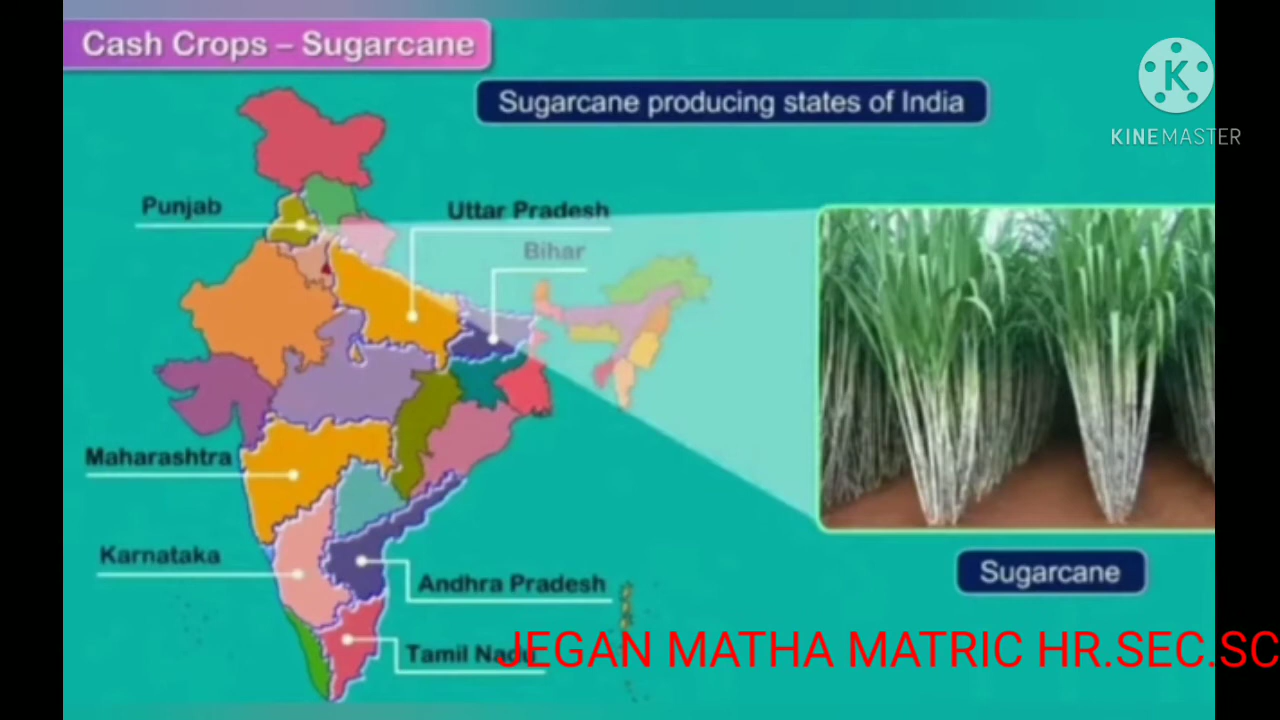 Cash Crops – Sugarcane
Sugarcane producing states of India
KINEMASTER
Punjab
Uttar Pradesh
Bihar
Maharashtra
Karnataka
Andhra Pradesh
Sugarcane
Tamil Nadu
JEGAN MATHA MATRIC HR.SEC.SC